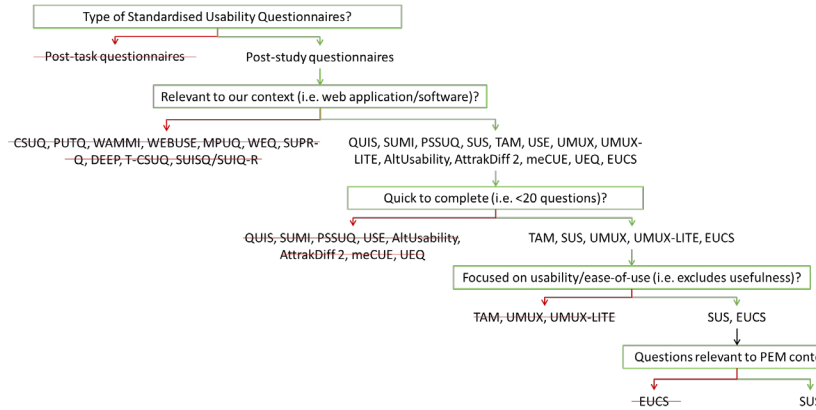 Type of Standardised Usability Questionnaires?
Post-task questionnaires
Post-study questionnaires
Relevant to our context (i.e. web application/software)?
CSUQ, PUTQ, WAMMI, WEBUSE, MPUQ, WEQ, SUPR-
Q, DEEP, T-CSUQ, SUISQ/SUIQ-R
QUIS, SUMI, PSSUQ, SUS, TAM, USE, UMUX, UMUX-
LITE, AltUsability, AttrakDiff 2, meCUE, UEQ, EUCS
Quick to complete (i.e. <20 questions)?
QUIS, SUMI, PSSUQ, USE, AltUsability,
AttrakDiff 2, meCUE, UEQ
TAM, SUS, UMUX, UMUX-LITE, EUCS
Focused on usability/ease-of-use (i.e. excludes usefulness)?
TAM, UMUX, UMUX-LITE
SUS, EUCS
Questions relevant to PEM conte
EUCS
SUS